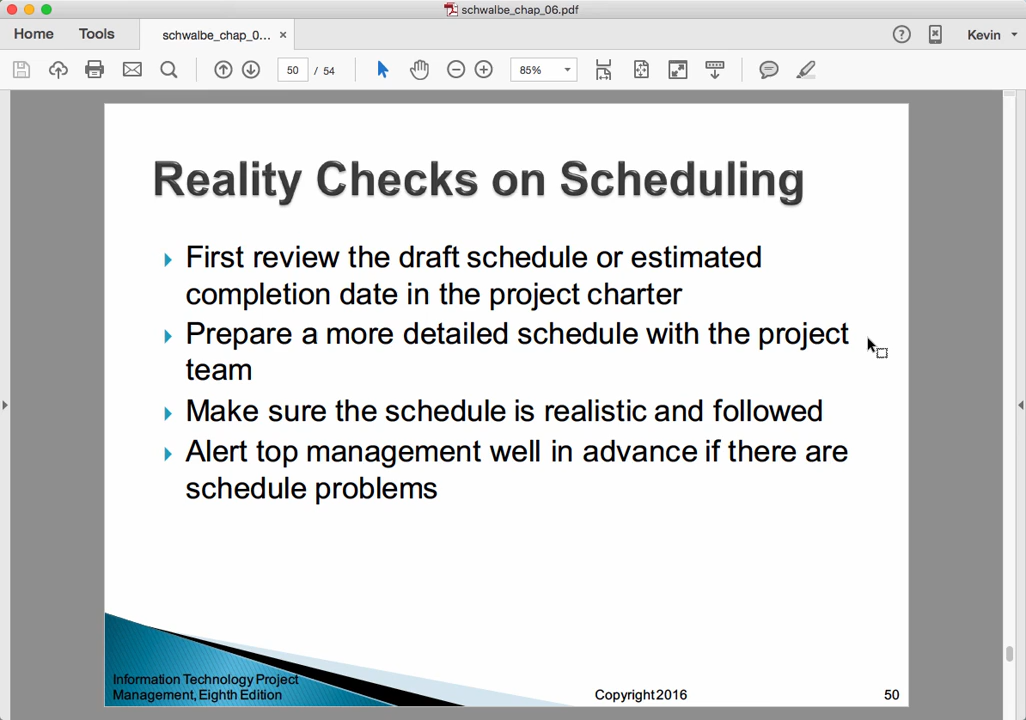 schwalbe_chap_06.pdf
Home Tools schwalbe_chap_0... × ? Kevin
50 / 54 85%
Reality Checks on Scheduling
First review the draft schedule or estimated
completion date in the project charter
Prepare a more detailed schedule with the project
team
Make sure the schedule is realistic and followed
Alert top management well in advance if there are
schedule problems
Information Technology Project
Management, Eighth Edition
Copyright 2016
50